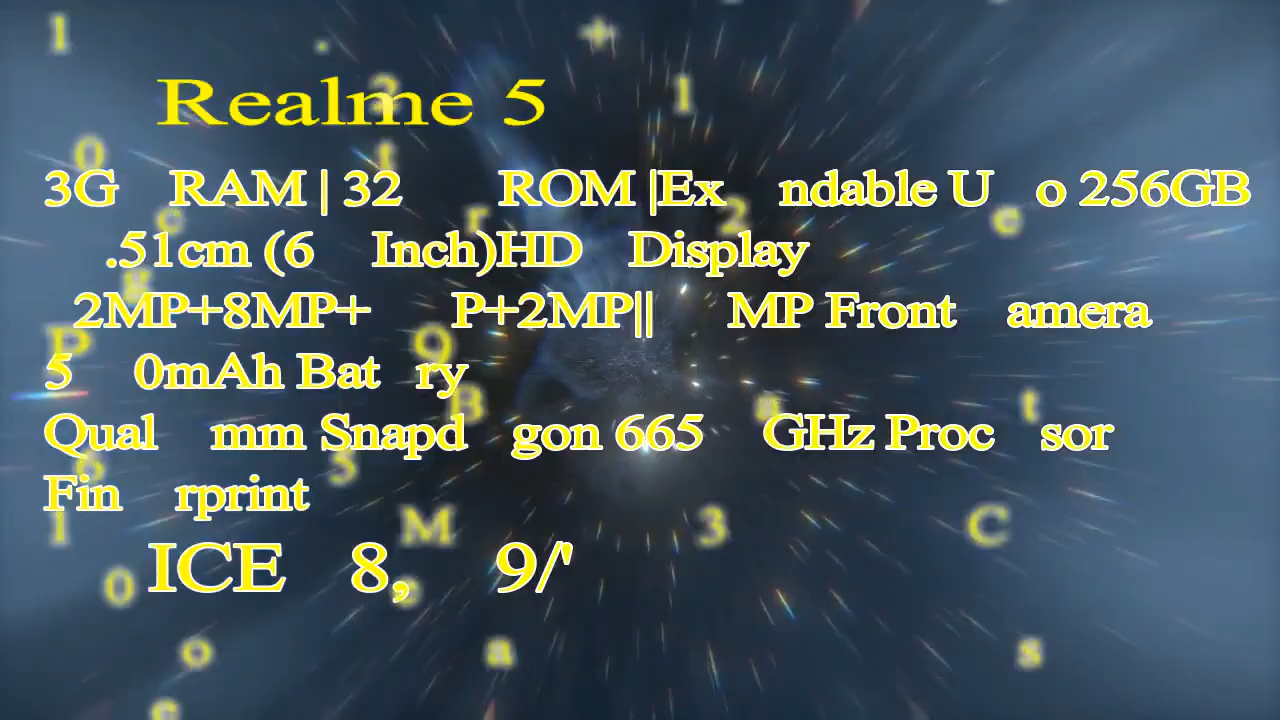 Realme 5
3G RAM | 32 ROM |Ex ndable U o 256GB
.51cm (6 Inch)HD Display
2MP+8MP+ P+2MP|| MP Front amera
5 0mAh Bat ry
Qual mm Snapd gon 665 GHz Proc sor
Fin rprint
ICE 8, 9/'